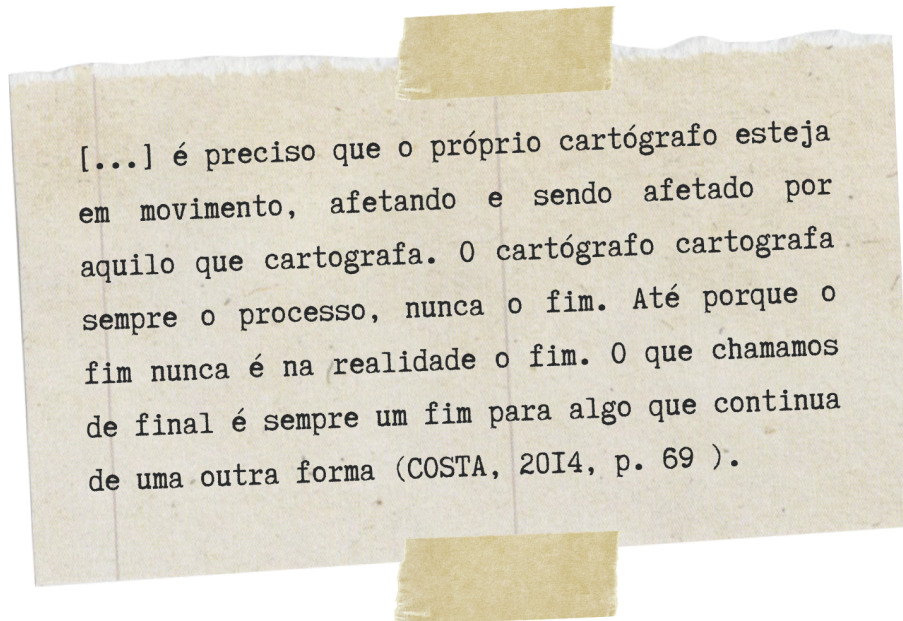 [...] é preciso que o próprio cartógrafo esteja
em movimento, afetando e sendo afetado por
aquilo que cartografa. O cartógrafo cartografa
sempre o processo, nunca o fim. Até porque o
fim nunca é na realidade o fim. O que chamamos
de final é sempre um fim para algo que continua
de uma outra forma (COSTA, 20I4, p. 69 ).